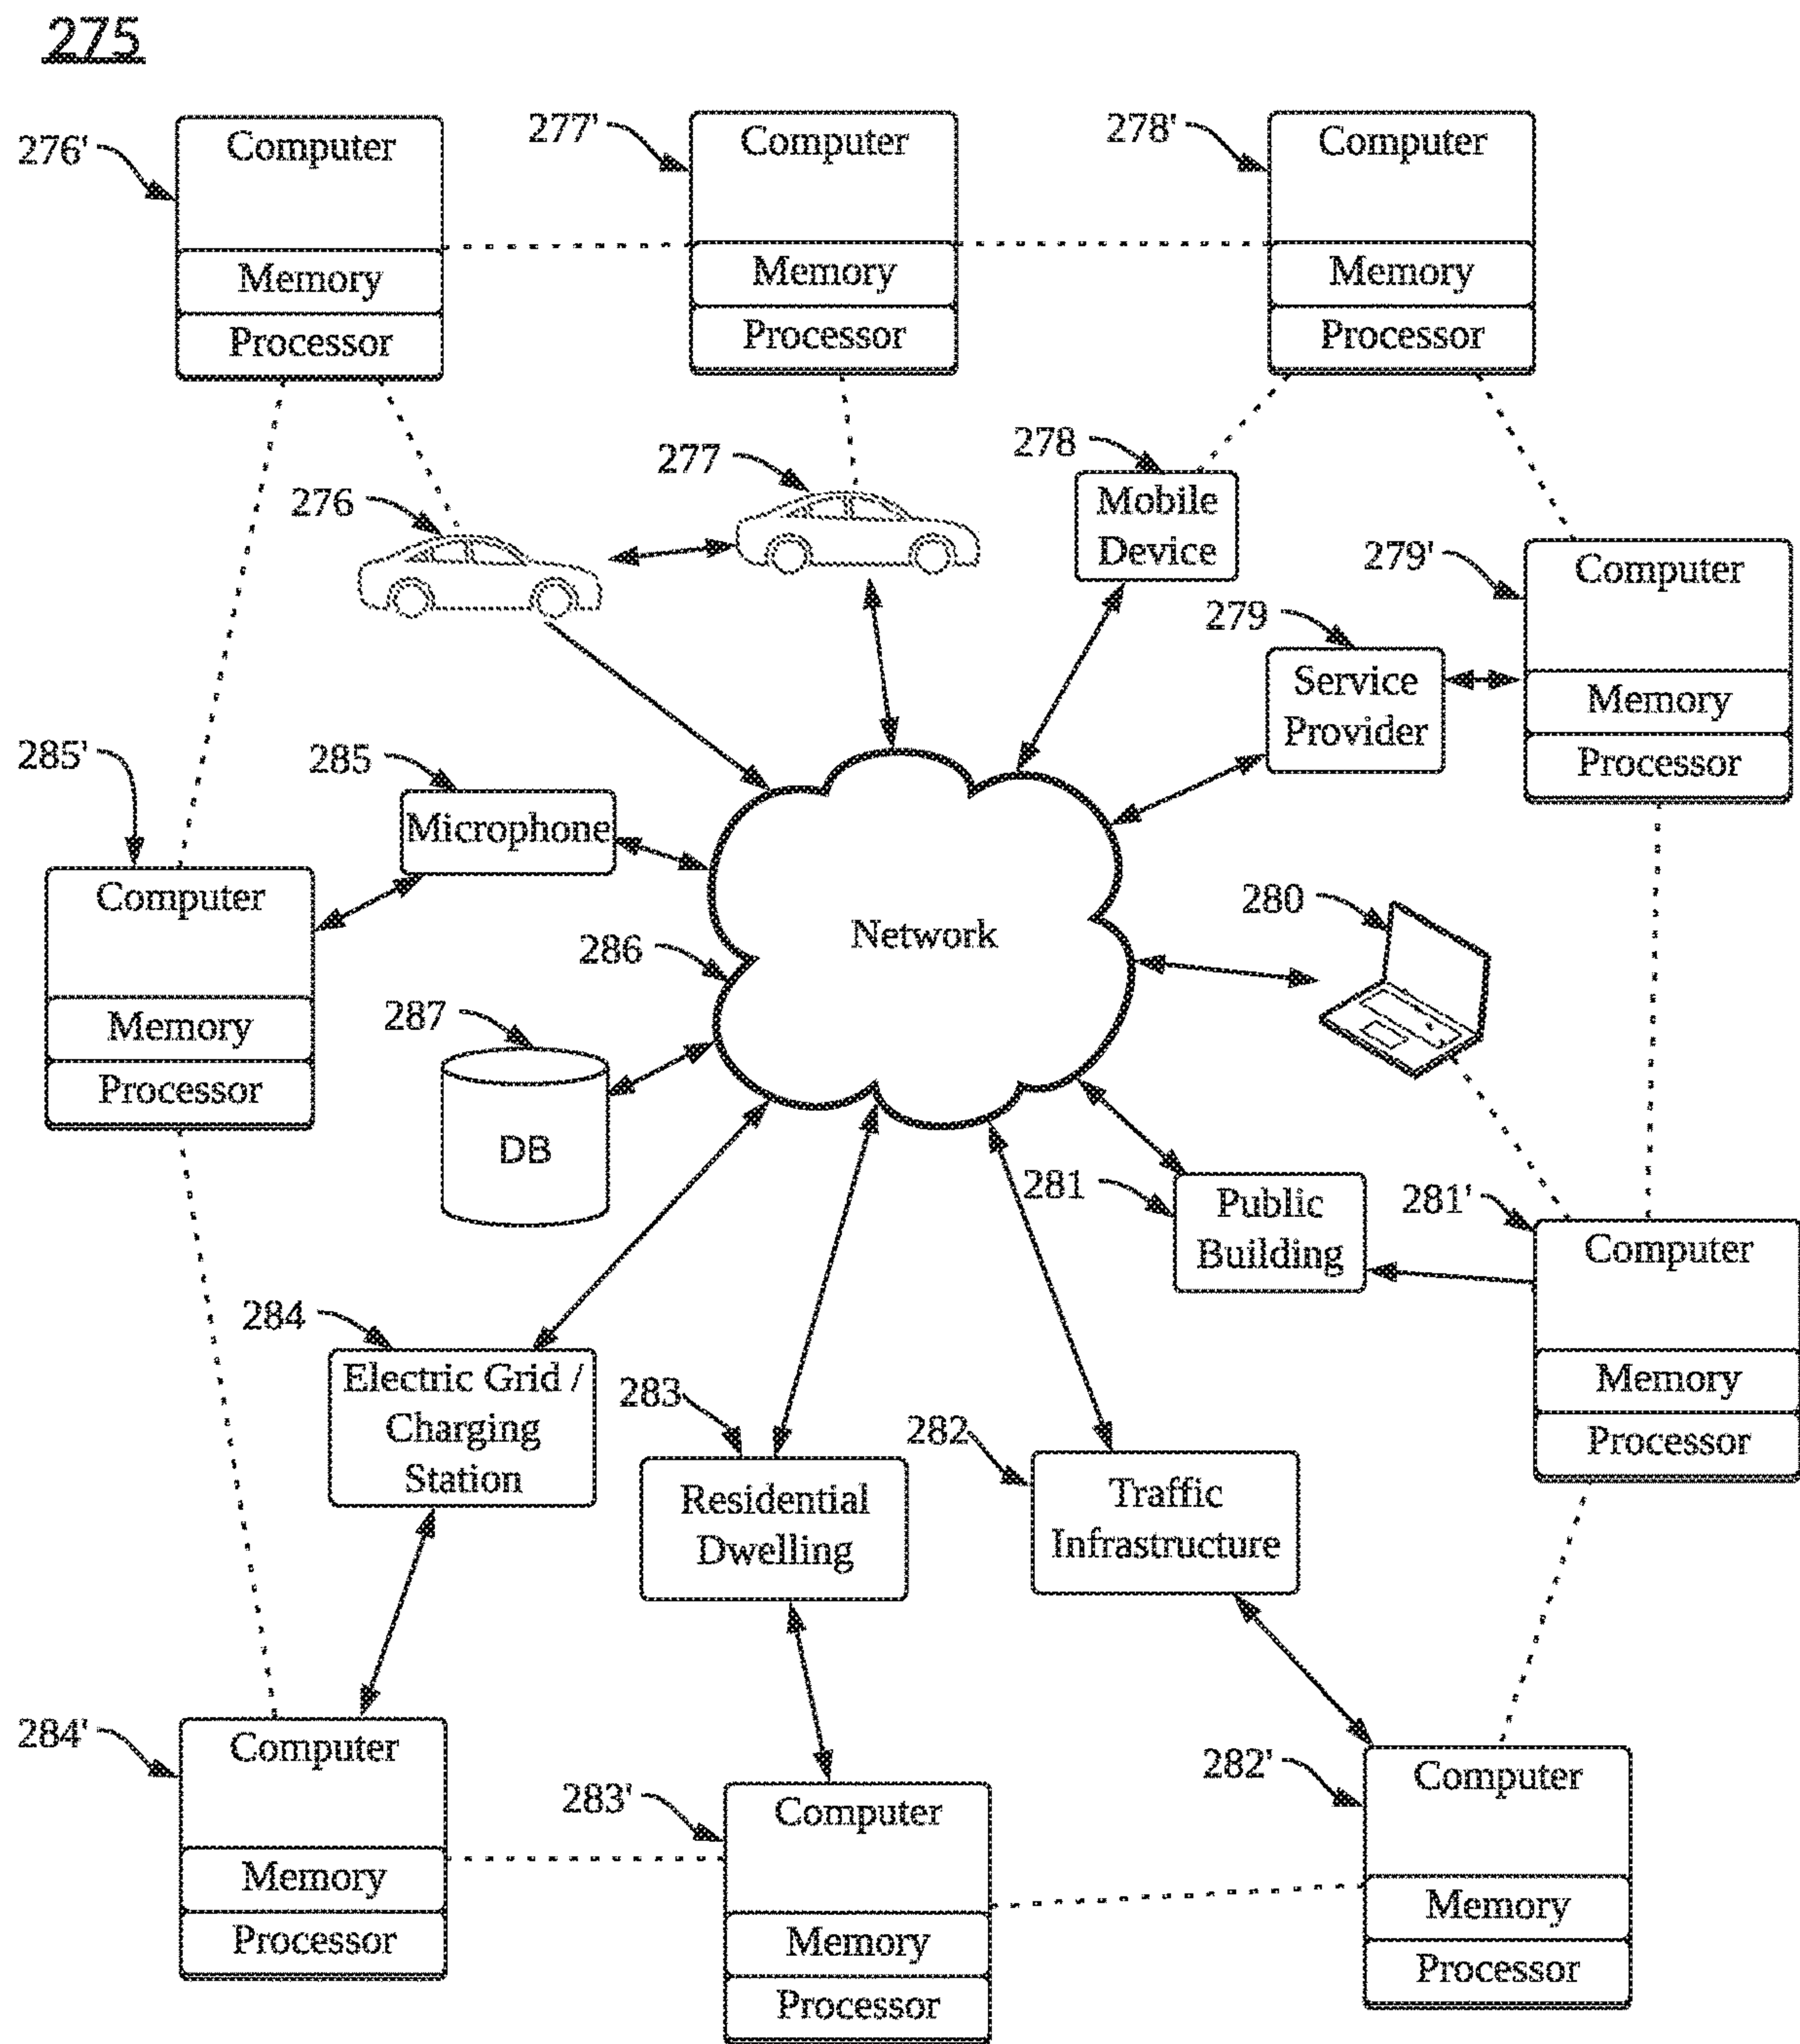 275
276'
Computer
Memory
Processor
277'
Computer
Memory
Processor
278'
Computer
Memory
Processor
276
277
278
Mobile
Device
279'
Computer
Memory
Processor
279
Service
Provider
285'
Computer
Memory
Processor
285
Microphone
286
Network
280
287
DB
281
Public
Building
281'
Computer
Memory
Processor
284
Electric Grid /
Charging
Station
283
Residential
Dwelling
282
Traffic
Infrastructure
284'
Computer
Memory
Processor
283'
Computer
Memory
Processor
282'
Computer
Memory
Processor